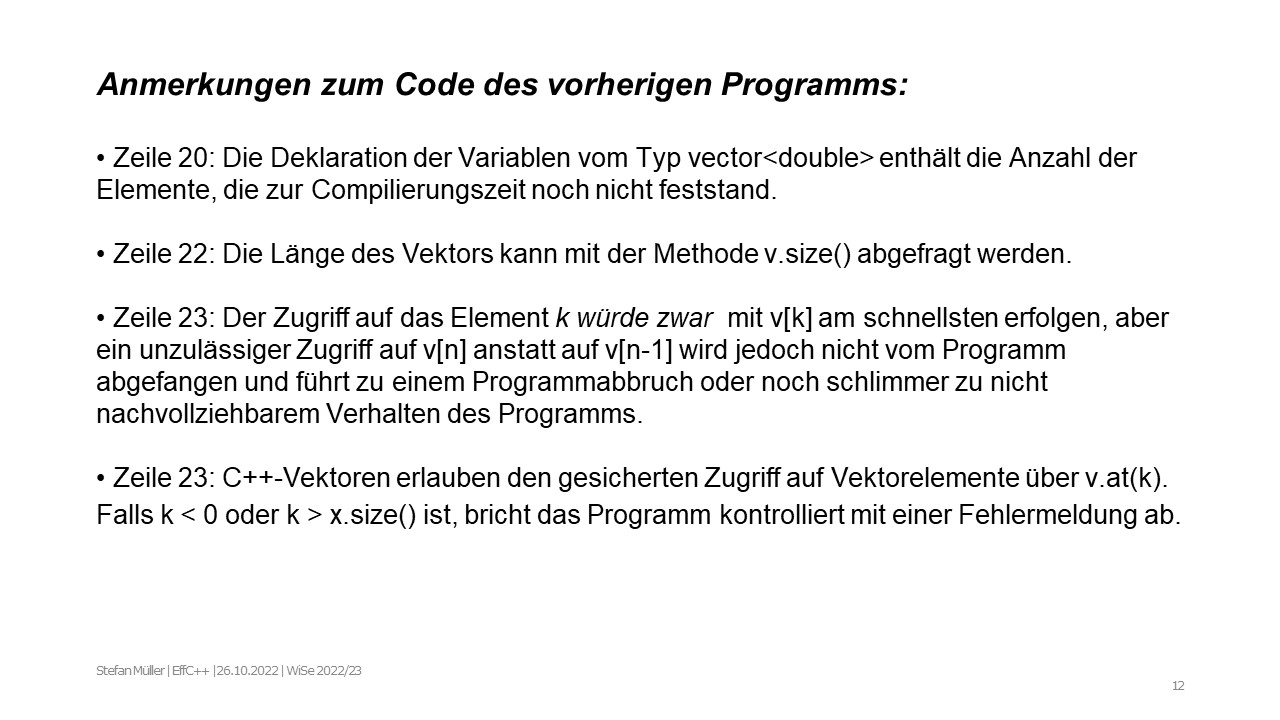 Anmerkungen zum Code des vorherigen Programms:
• Zeile 20: Die Deklaration der Variablen vom Typ vector<double> enthält die Anzahl der
Elemente, die zur Compilierungszeit noch nicht feststand.
• Zeile 22: Die Länge des Vektors kann mit der Methode v.size() abgefragt werden.
• Zeile 23: Der Zugriff auf das Element k würde zwar mit v[k] am schnellsten erfolgen, aber
ein unzulässiger Zugriff auf v[n] anstatt auf v[n-1] wird jedoch nicht vom Programm
abgefangen und führt zu einem Programmabbruch oder noch schlimmer zu nicht
nachvollziehbarem Verhalten des Programms.
• Zeile 23: C++-Vektoren erlauben den gesicherten Zugriff auf Vektorelemente über v.at(k).
Falls k < 0 oder k > x.size() ist, bricht das Programm kontrolliert mit einer Fehlermeldung ab.
Stefan Müller | EffC++ |26.10.2022 | WiSe 2022/23
12